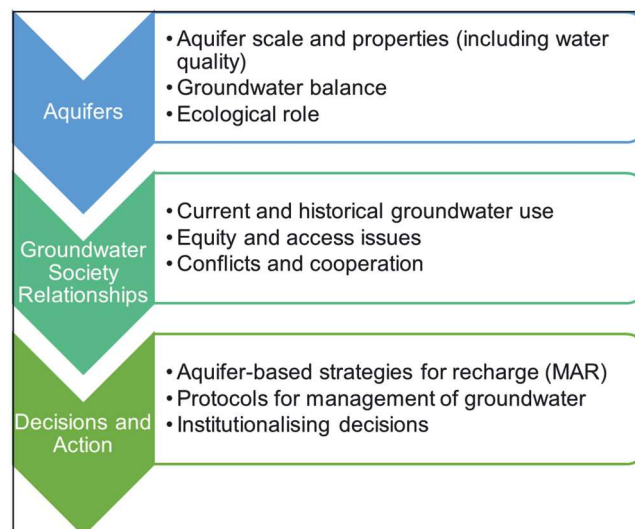 Aquifers
• Aquifer scale and properties (including water
quality)
• Groundwater balance
• Ecological role
Groundwater
Society
Relationships
• Current and historical groundwater use
• Equity and access issues
• Conflicts and cooperation
Decisions and
Action
• Aquifer-based strategies for recharge (MAR)
• Protocols for management of groundwater
• Institutionalising decisions